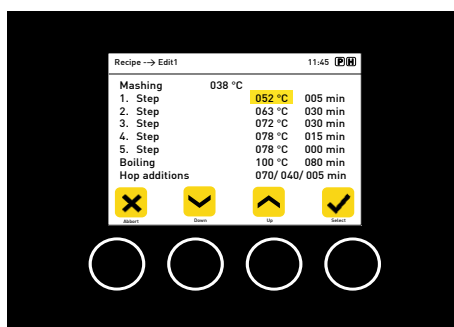 Recipe --> Edit1 11:45 P H
Mashing 038 °C
1. Step 052 °C 005 min
2. Step 063 °C 030 min
3. Step 072 °C 030 min
4. Step 078 °C 015 min
5. Step 078 °C 000 min
Boiling 100 °C 080 min
Hop additions 070/ 040/ 005 min
Abbort Down Up Select